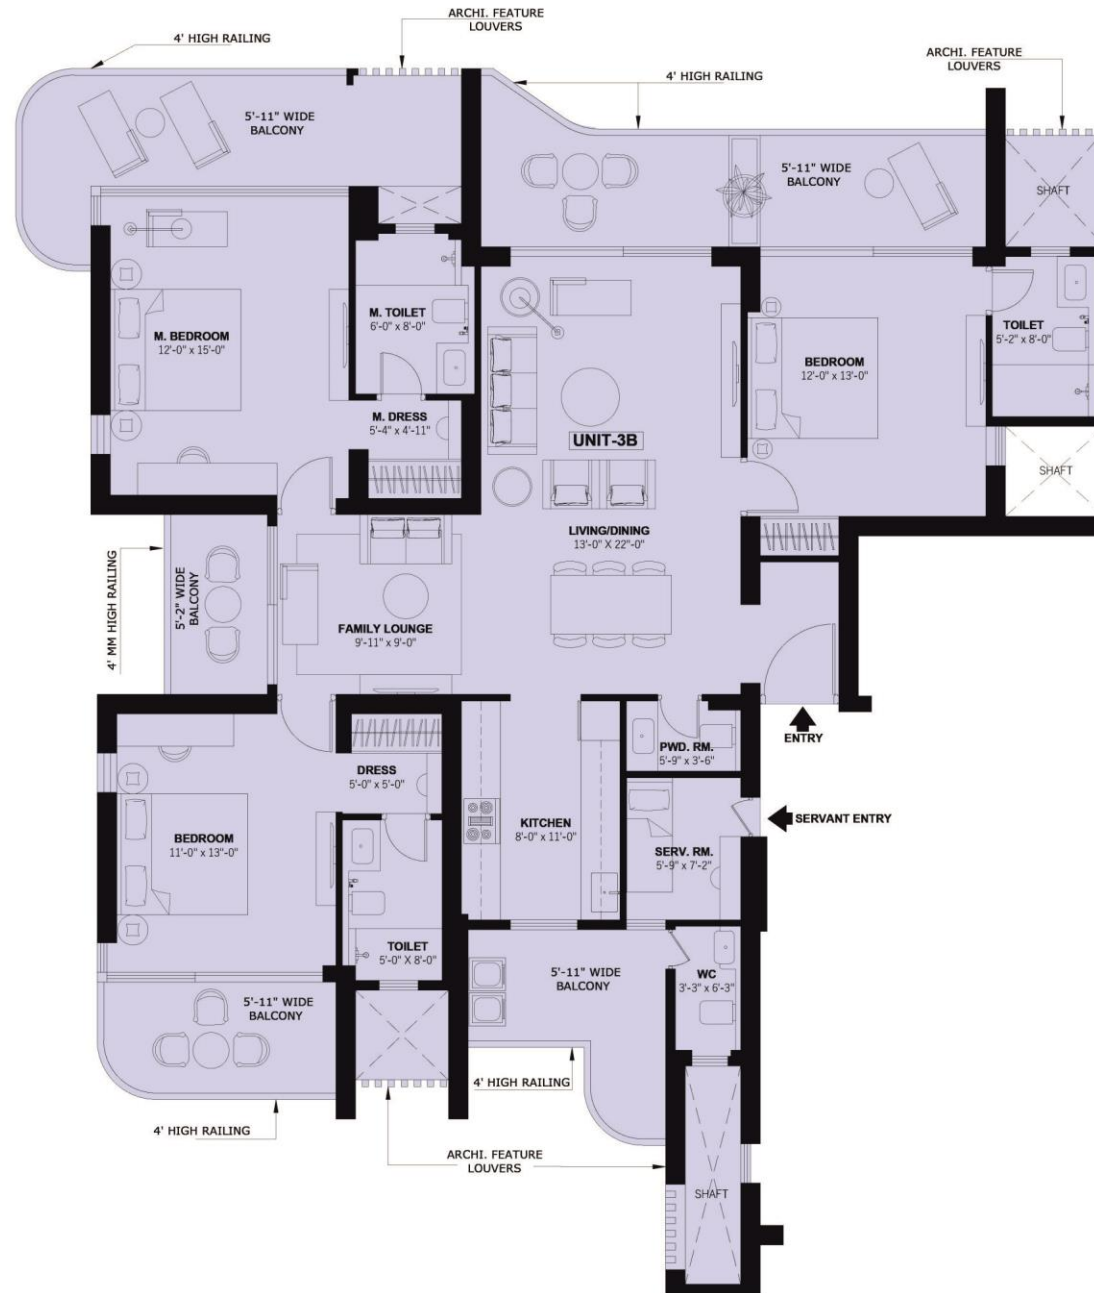 ARCHI. FEATURE
LOUVERS
4' HIGH RAILING
4' HIGH RAILING
ARCHI. FEATURE
LOUVERS
5'-11" WIDE
BALCONY
5'-11" WIDE
BALCONY
SHAFT
M. TOILET
6'-0" x 8'-0"
M. BEDROOM
12'-0" x 15'-0"
TOILET
5'-2" x 8'-0"
BEDROOM
12'-0" x 13'-0"
M. DRESS
5'-4" x 4'-11"
UNIT-3B
SHAFT
LIVING/DINING
13'-0" X 22"-0"
4' MM HIGH RAILING
5'-2" WIDE
BALCONY
FAMILY LOUNGE
9'-11" x 9'-0"
ENTRY
PWD. RM.
5'-9" x 3'-6"
DRESS
5'-0" x 5'-0"
KITCHEN
8'-0" x 11'-0"
SERVANT ENTRY
BEDROOM
11'-0" x 13"-0"
SERV. RM.
5'-9" x 7'-2"
TOILET
5'-0" X 8'-0"
5'-11" WIDE
BALCONY
WC
3'-3" x 6'-3"
5'-11" WIDE
BALCONY
4' HIGH RAILING
4' HIGH RAILING
ARCHI. FEATURE
LOUVERS
SHAFT